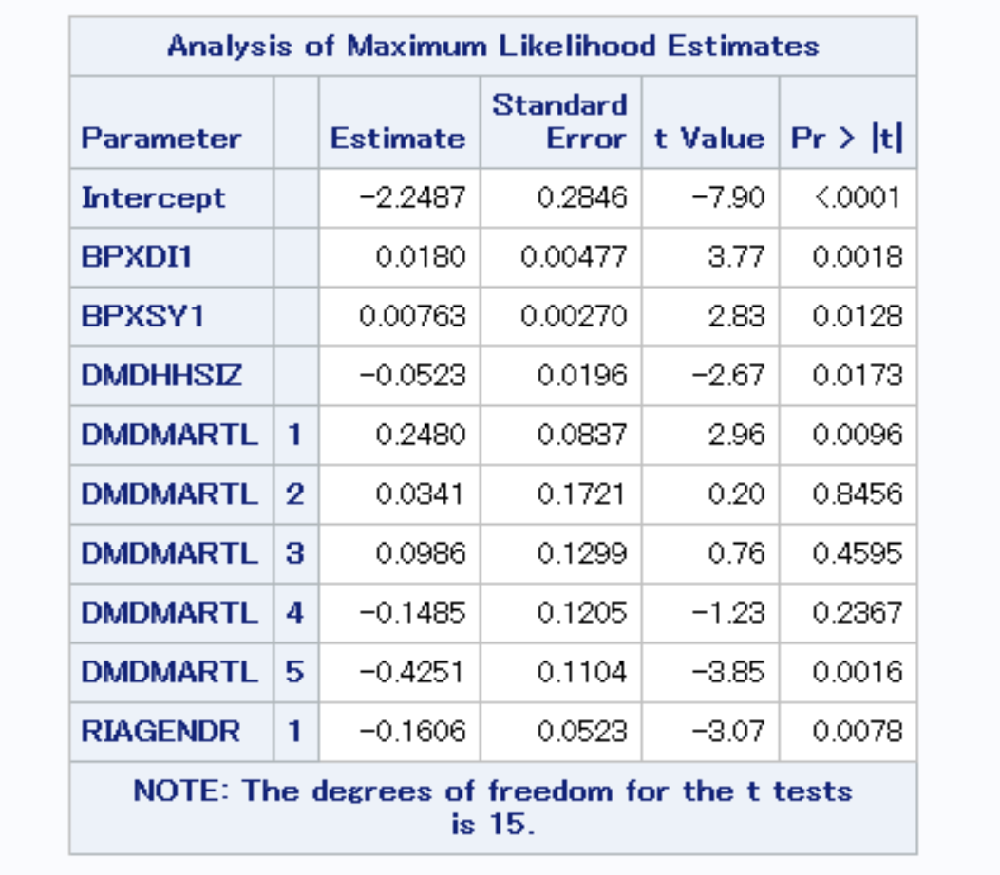 Analysis of Maximum Likelihood Estimates
Parameter Estimate Standard Error t Value Pr > |t|
Intercept -2.2487 0.2846 -7.90 <.0001
BPXDI1 0.0180 0.00477 3.77 0.0018
BPXSY1 0.00763 0.00270 2.83 0.0128
DMDHHSIZ -0.0523 0.0196 -2.67 0.0173
DMDMARTL 1 0.2480 0.0837 2.96 0.0096
DMDMARTL 2 0.0341 0.1721 0.20 0.8456
DMDMARTL 3 0.0986 0.1299 0.76 0.4595
DMDMARTL 4 -0.1485 0.1205 -1.23 0.2367
DMDMARTL 5 -0.4251 0.1104 -3.85 0.0016
RIAGENDR 1 -0.1606 0.0523 -3.07 0.0078
NOTE: The degrees of freedom for the t tests
is 15.